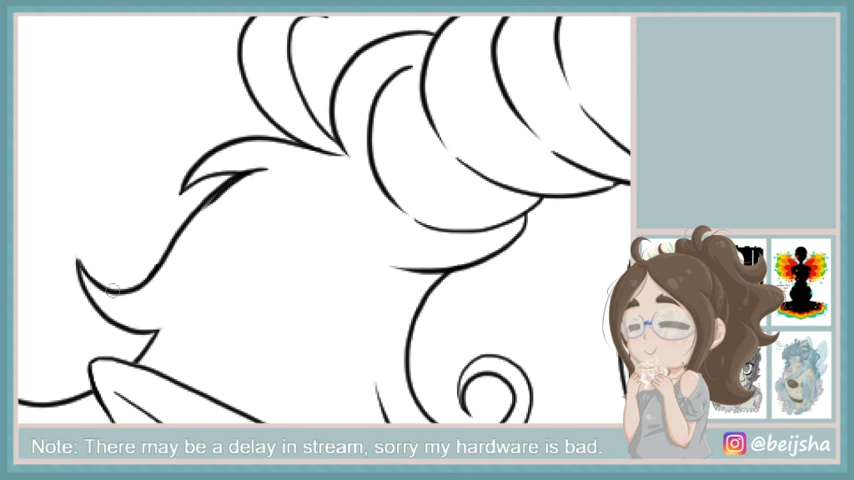 Note: There may be a delay in stream, sorry my hardware is bad.
@beijsha